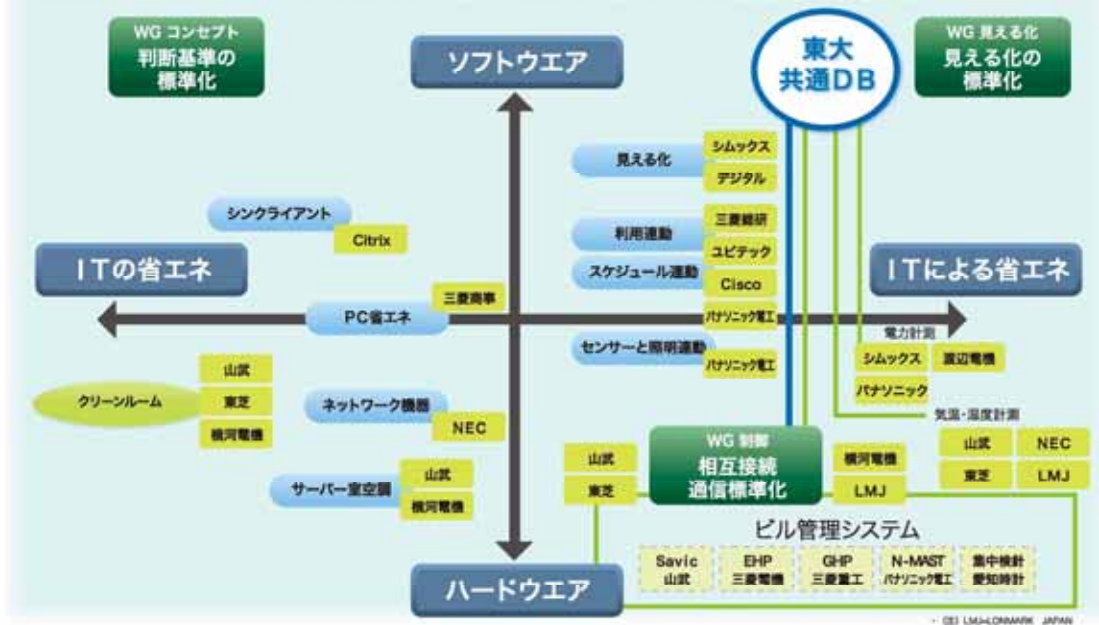 WG コンセプト
判断基準の
標準化
ソフトウエア
東大
共通DB
WG 見える化
見える化の
標準化
見える化
シムックス
デジタル
シンクライアント
Citrix
利用連動
三菱総研
ユビテック
スケジュール連動
Cisco
ITの省エネ
ITによる省エネ
PC省エネ
三菱商事
パナソニック電工
センサーと照明連動
パナソニック電工
電力計測
シムックス
渡辺電機
パナソニック
クリーンルーム
山武
東芝
横河電機
ネットワーク機器
NEC
気温・湿度計測
山武
NEC
東芝
LMJ
サーバー室空調
山武
横河電機
山武
東芝
WG 制御
相互接続
通信標準化
横河電機
LMJ
ビル管理システム
Savic
山武
EHP
三菱電機
GHP
三菱重工
N-MAST
パナソニック電工
集中検針
愛知時計
ハードウエア
LMJ=LONMARK JAPAN